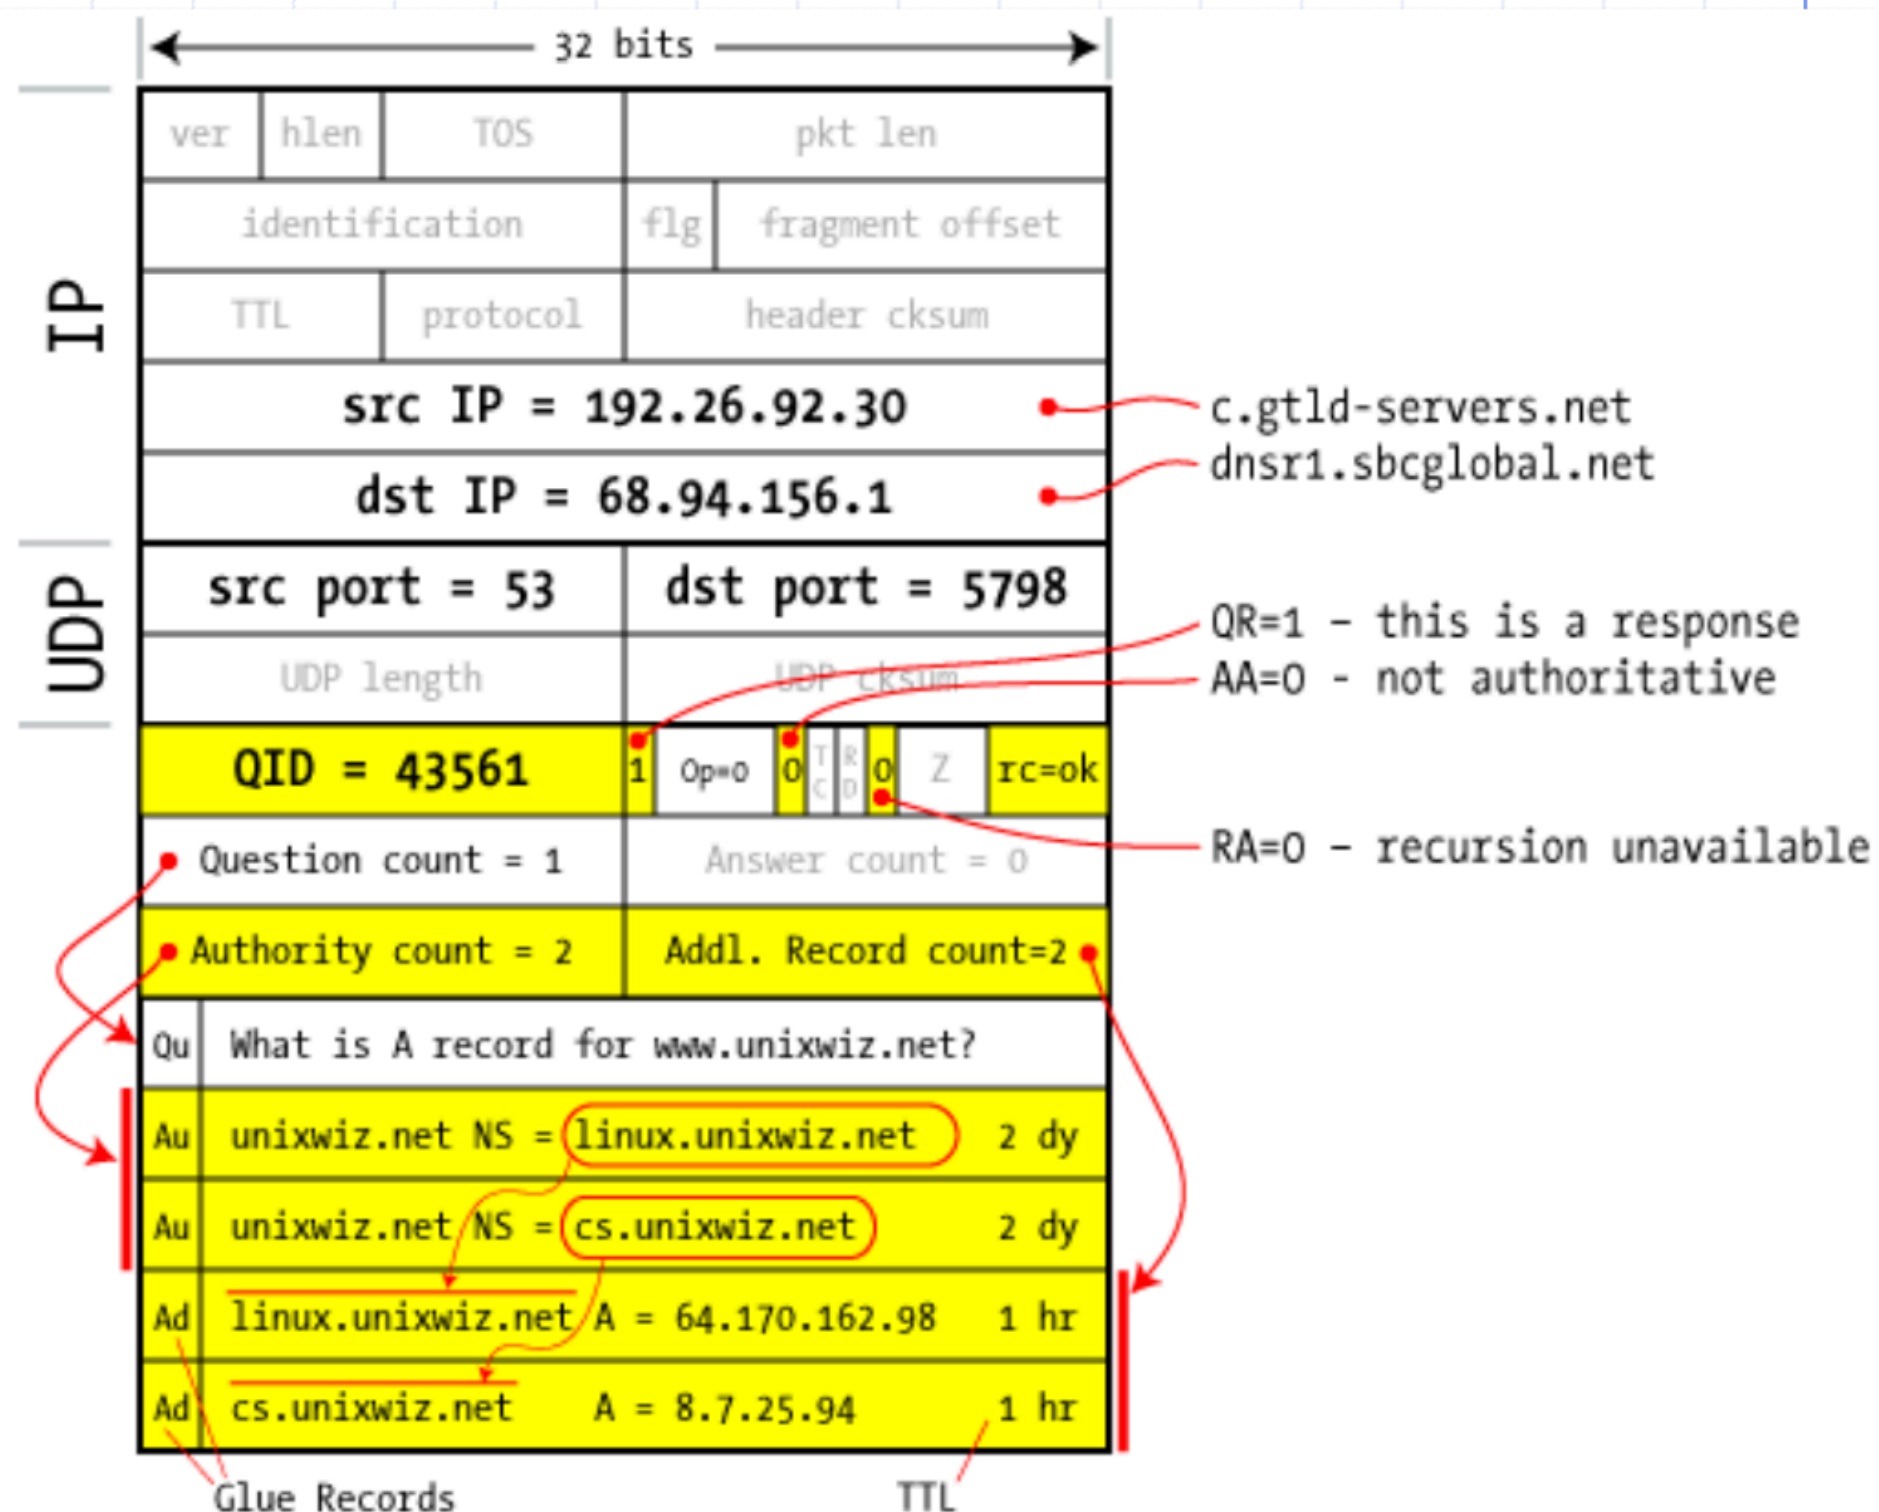 32 bits
ver hlen TOS pkt len
identification flg fragment offset
TTL protocol header cksum
IP
src IP = 192.26.92.30
c.gtld-servers.net
dst IP = 68.94.156.1
dnsr1.sbcglobal.net
UDP
src port = 53 dst port = 5798
QR=1 – this is a response
UDP length UDP cksum
AA=0 - not authoritative
QID = 43561 1 Op=0 0 TC RD 0 Z rc=ok
RA=0 – recursion unavailable
Question count = 1 Answer count = 0
Authority count = 2 Addl. Record count=2
Qu What is A record for www.unixwiz.net?
Au unixwiz.net NS = linux.unixwiz.net 2 dy
Au unixwiz.net NS = cs.unixwiz.net 2 dy
Ad linux.unixwiz.net A = 64.170.162.98 1 hr
Ad cs.unixwiz.net A = 8.7.25.94 1 hr
Glue Records TTL